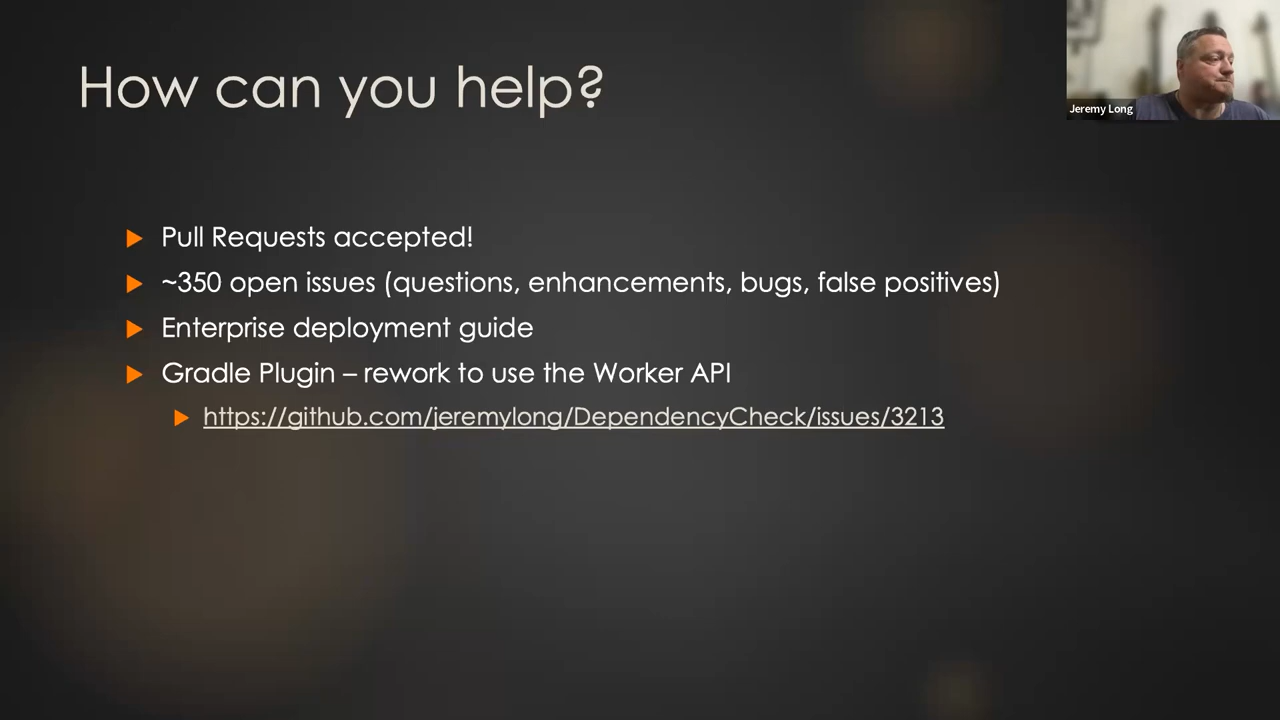 How can you help?
Jeremy Long
Pull Requests accepted!
~350 open issues (questions, enhancements, bugs, false positives)
Enterprise deployment guide
Gradle Plugin – rework to use the Worker API
https://github.com/jeremylong/DependencyCheck/issues/3213